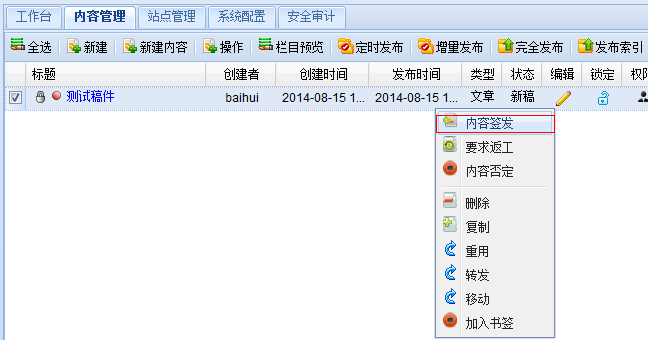 工作台 内容管理 站点管理 系统配置 安全审计
全选 新建 新建内容 操作 栏目预览 定时发布 增量发布 完全发布 发布索引
标题 创建者 创建时间 发布时间 类型 状态 编辑 锁定 权
测试稿件 baihui 2014-08-15 1... 2014-08-15 1... 文章 新稿
内容签发
要求返工
内容否定
删除
复制
重用
转发
移动
加入书签